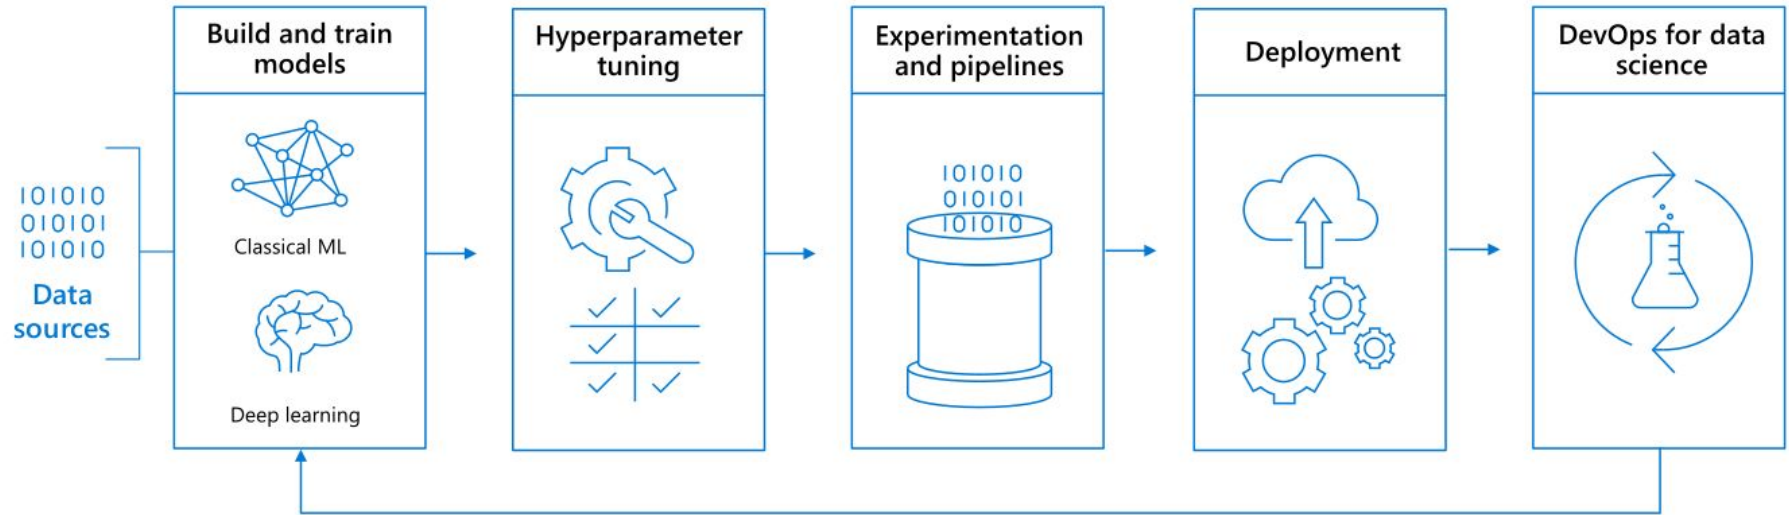 Build and train
models
Hyperparameter
tuning
Experimentation
and pipelines
Deployment
DevOps for data
science
101010
010101
101010
Data
sources
Classical ML
Deep learning
101010
010101
101010